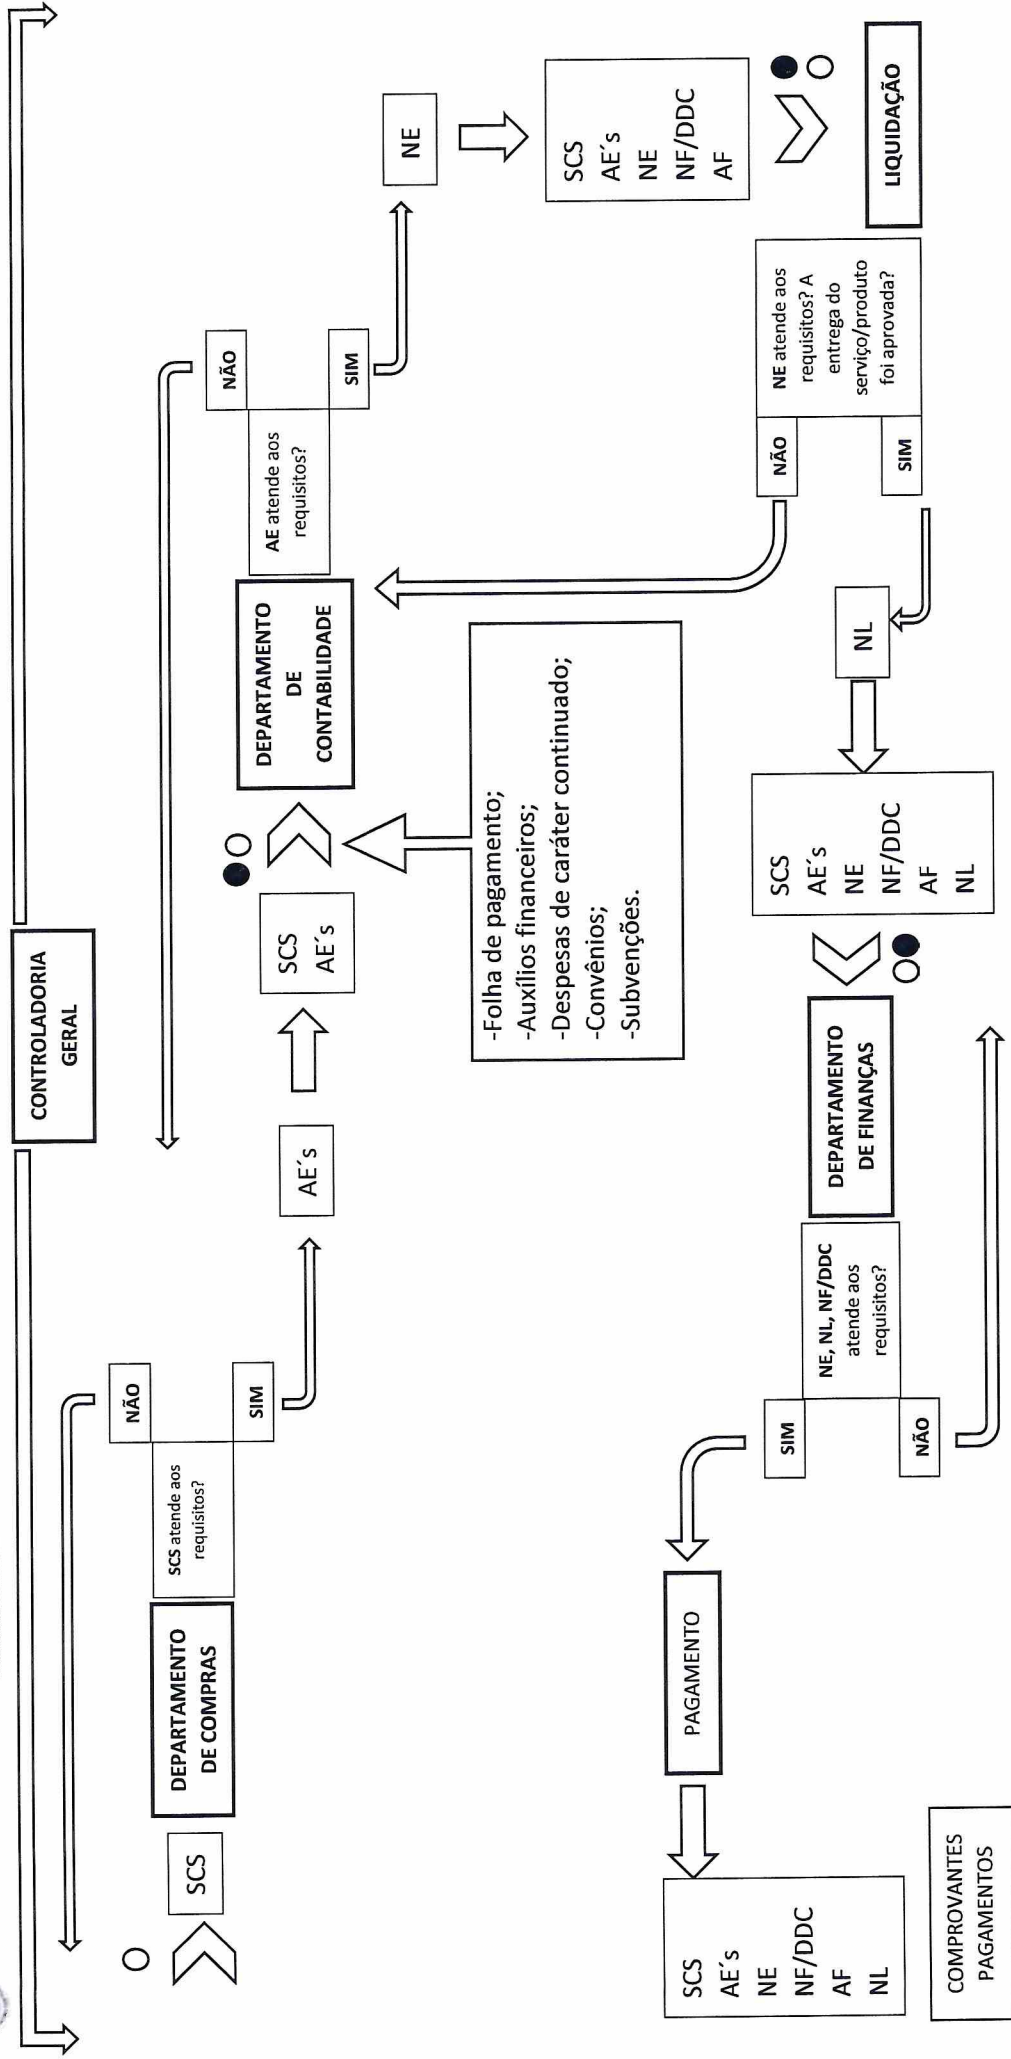 CONTROLADORIA
GERAL
SCS
DEPARTAMENTO
DE COMPRAS
SCS atende aos
requisitos?
NÃO
SIM
AE´s
SCS
AE´s
DEPARTAMENTO
DE
CONTABILIDADE
AE atende aos
requisitos?
NÃO
SIM
NE
-Folha de pagamento;
-Auxílios financeiros;
-Despesas de caráter continuado;
-Convênios;
-Subvenções.
SCS
AE´s
NE
NF/DDC
AF
LIQUIDAÇÃO
NE atende aos
requisitos? A
entrega do
serviço/produto
foi aprovada?
NÃO
SIM
NL
SCS
AE´s
NE
NF/DDC
AF
NL
DEPARTAMENTO
DE FINANÇAS
NE, NL, NF/DDC
atende aos
requisitos?
SIM
NÃO
PAGAMENTO
SCS
AE´s
NE
NF/DDC
AF
NL
COMPROVANTES
PAGAMENTOS